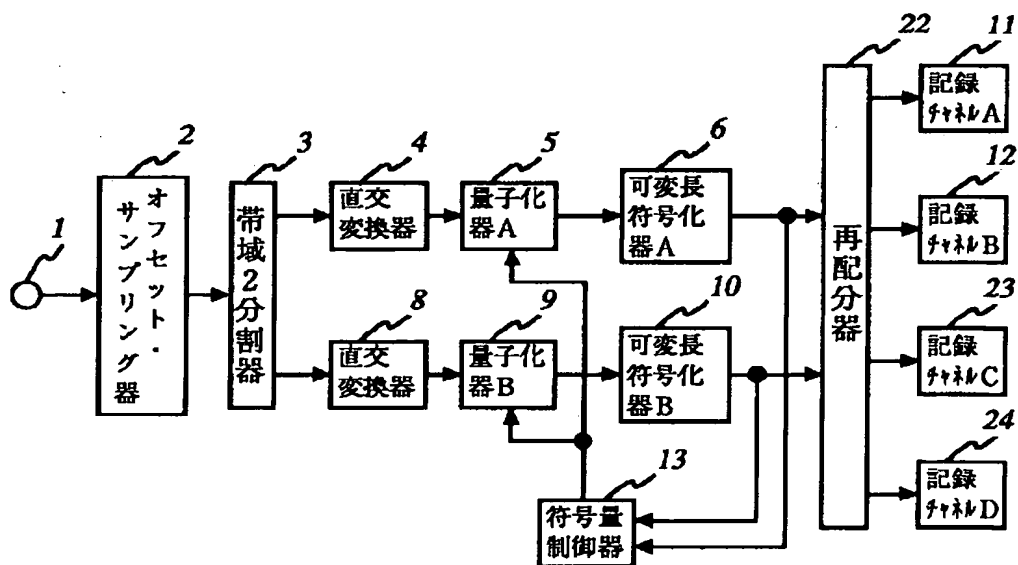 1
2
オフセット・
サンプリング器
3
帯域2分割器
4
直交
変換器
5
量子化
器A
6
可変長
符号化
器A
8
直交
変換器
9
量子化
器B
10
可変長
符号化
器B
13
符号量
制御器
22
再配分器
11
記録
チャネルA
12
記録
チャネルB
23
記録
チャネルC
24
記録
チャネルD